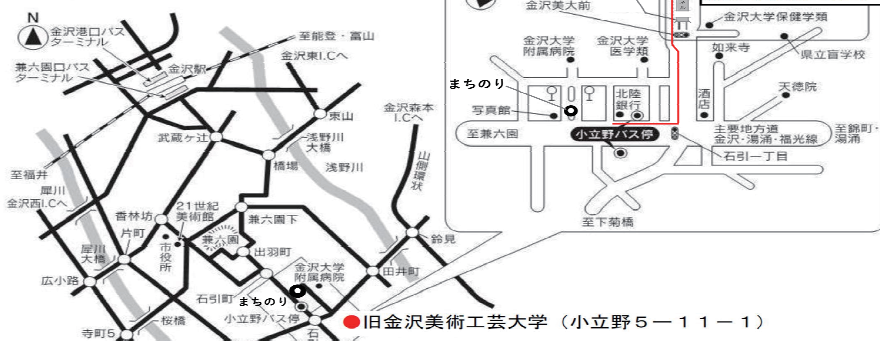 N
金沢港口バス
ターミナル
兼六園口バス
ターミナル
金沢駅
至能登・富山
金沢東I.Cへ
東山
金沢森本
I.Cへ
武蔵ヶ辻
浅野川
大橋
橋場
浅野川
山側環状
至福井
犀川
金沢西I.Cへ
香林坊
21世紀
美術館
片町
市役所
兼六園下
兼六園
出羽町
犀川
大橋
広小路
石引町
金沢大学
附属病院
田井町
鈴見
まちのり
小立野バス停
桜橋
寺町5
石
金沢美大前
金沢大学保健学類
金沢大学
附属病院
金沢大学
医学類
如来寺
県立盲学校
まちのり
写真館
北陸
銀行
酒店
天徳院
至兼六園
小立野バス停
主要地方道
金沢・湯涌・福光線
至錦町・
湯涌
石引一丁目
至下菊橋
旧金沢美術工芸大学（小立野５－１１－１）